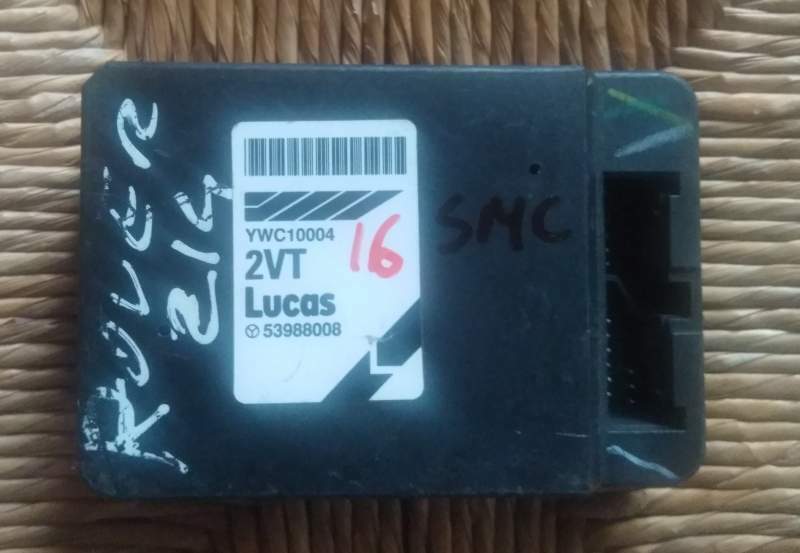 ROVER
214
YWC10004
2VT
16
SMC
Lucas
53988008